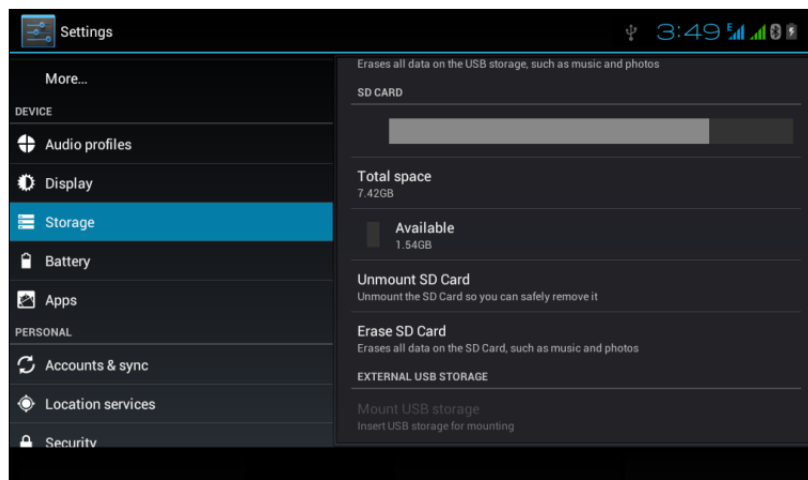 Settings
3:49
E
More...
DEVICE
Audio profiles
Display
Storage
Battery
Apps
PERSONAL
Accounts & sync
Location services
Security
Erases all data on the USB storage, such as music and photos
SD CARD
Total space
7.42GB
Available
1.54GB
Unmount SD Card
Unmount the SD Card so you can safely remove it
Erase SD Card
Erases all data on the SD Card, such as music and photos
EXTERNAL USB STORAGE
Mount USB storage
Insert USB storage for mounting